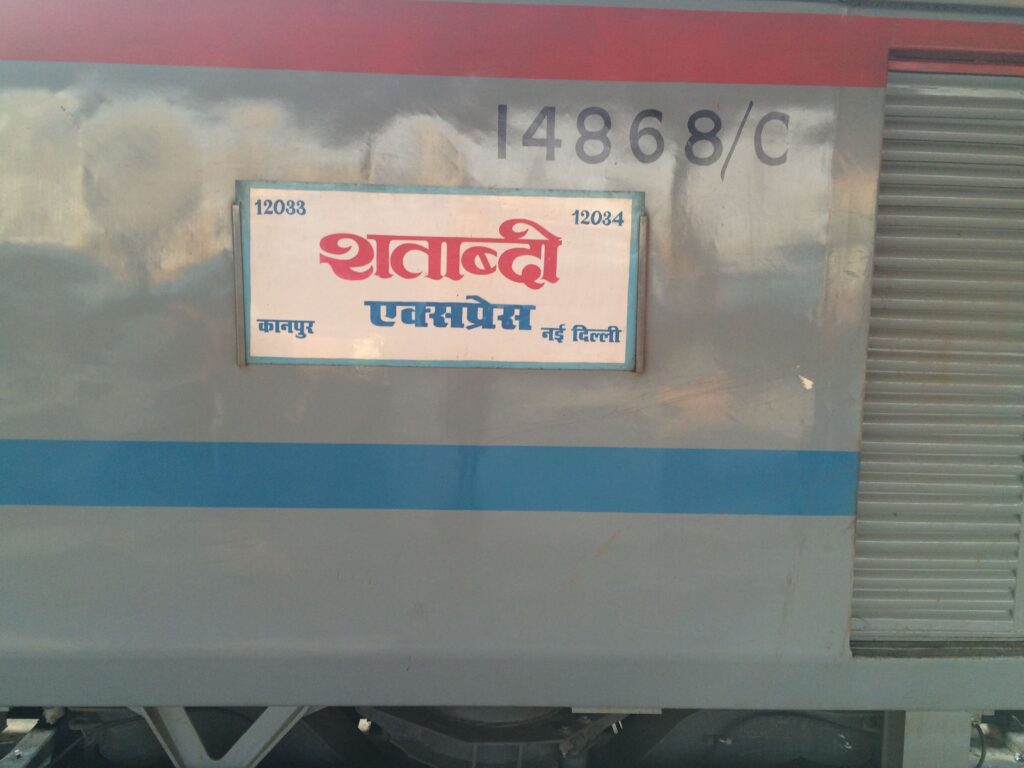 14868/C
12033 12034
शताब्दी
एक्सप्रेस
कानपुर नई दिल्ली